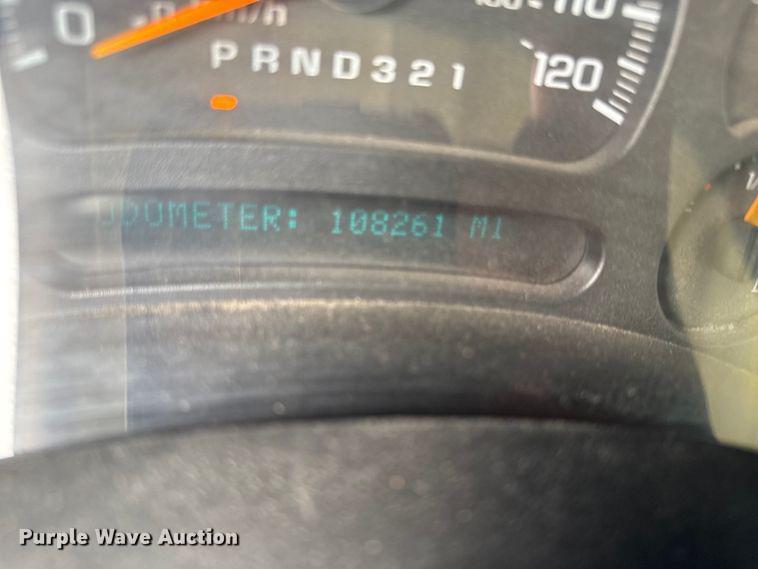 0
110
PRND321
120
ODOMETER: 108261 MI
Purple Wave Auction